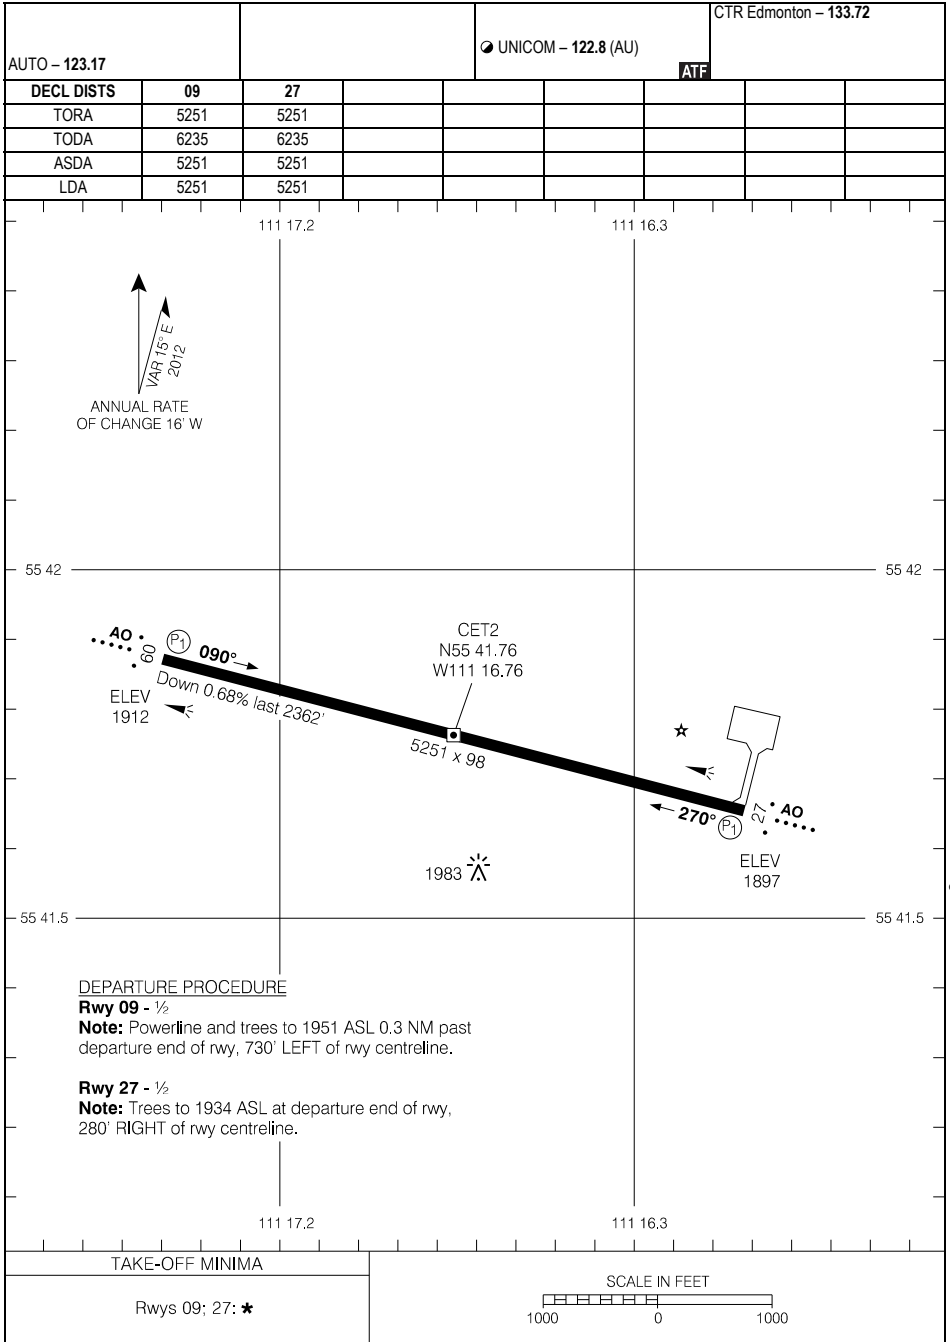 CTR Edmonton – 133.72
UNICOM – 122.8 (AU)
AUTO – 123.17
ATF
DECL DISTS 09 27
TORA 5251 5251
TODA 6235 6235
ASDA 5251 5251
LDA 5251 5251
111 17.2 111 16.3
VAR 15° E
2012
ANNUAL RATE
OF CHANGE 16' W
55 42 55 42
CET2
N55 41.76
W111 16.76
AO
09
P1
090°
Down 0.68% last 2362'
ELEV
1912
5251 x 98
270°
P1
27
AO
ELEV
1897
1983
55 41.5 55 41.5
DEPARTURE PROCEDURE
Rwy 09 - ½
Note: Powerline and trees to 1951 ASL 0.3 NM past
departure end of rwy, 730' LEFT of rwy centreline.
Rwy 27 - ½
Note: Trees to 1934 ASL at departure end of rwy,
280' RIGHT of rwy centreline.
111 17.2 111 16.3
TAKE-OFF MINIMA
Rwys 09; 27: *
SCALE IN FEET
1000 0 1000